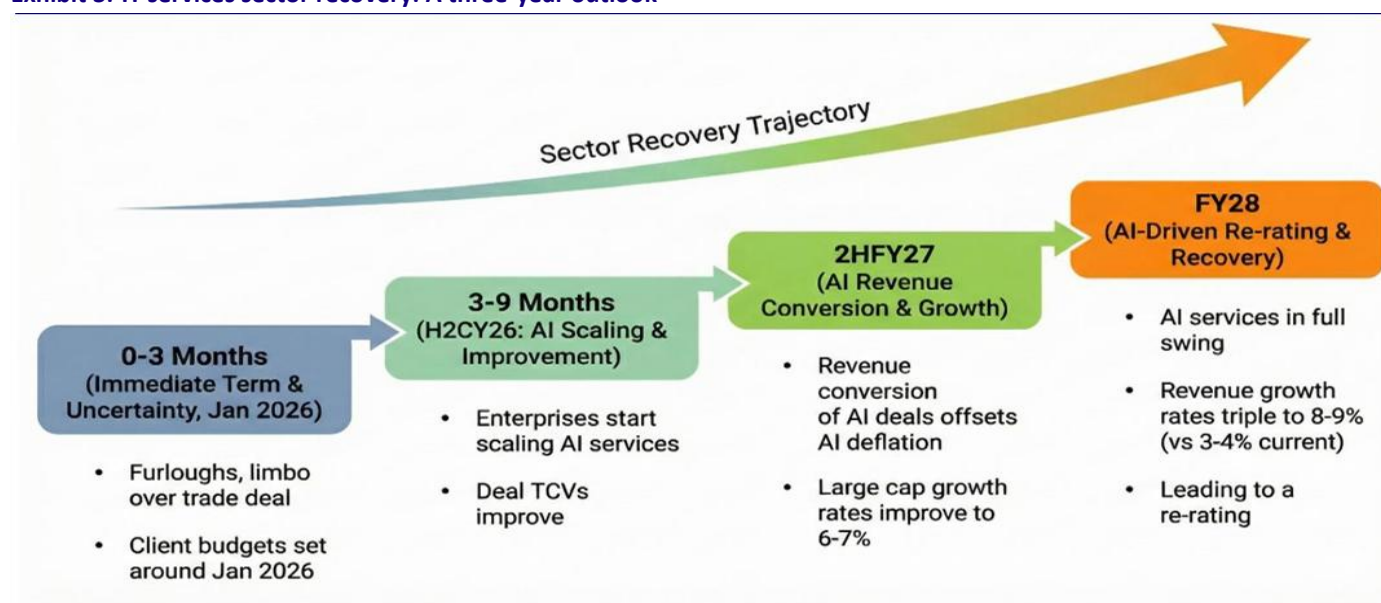 Exhibit 8: IT services sector recovery: A three-year outlook
Sector Recovery Trajectory
0-3 Months
(Immediate Term &
Uncertainty, Jan 2026)
• Furloughs, limbo
over trade deal
• Client budgets set
around Jan 2026
3-9 Months
(H2CY26: AI Scaling &
Improvement)
• Enterprises start
scaling AI services
• Deal TCVs
improve
2HFY27
(AI Revenue
Conversion & Growth)
• Revenue
conversion
of AI deals offsets
AI deflation
• Large cap growth
rates improve to
6-7%
FY28
(AI-Driven Re-rating &
Recovery)
• AI services in full
swing
• Revenue growth
rates triple to 8-9%
(vs 3-4% current)
• Leading to a
re-rating